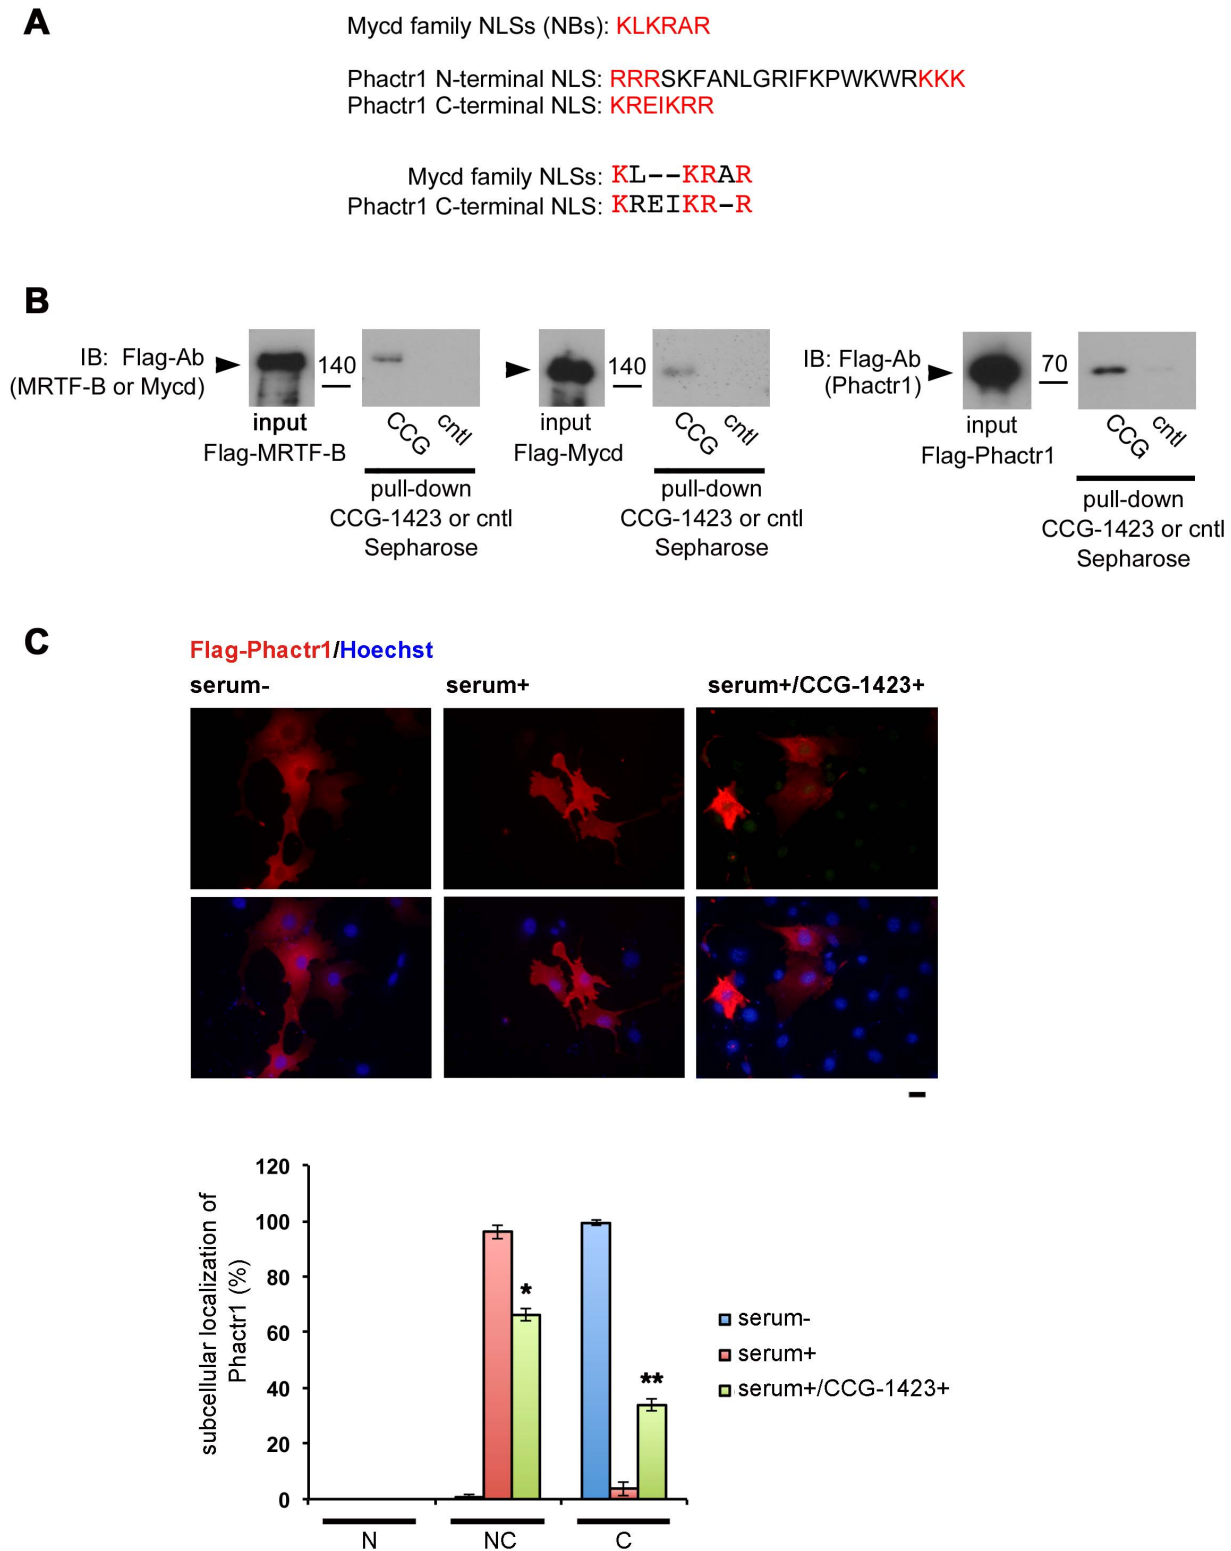 A
Mycd family NLSs (NBs): KLKRAR
Phactr1 N-terminal NLS: RRRSKFANLGRIFKPWKWRKKK
Phactr1 C-terminal NLS: KREIKRR
Mycd family NLSs: KL--KRAR
Phactr1 C-terminal NLS: KREIKR-R
B
IB: Flag-Ab
(MRTF-B or Mycd)
140
input
Flag-MRTF-B
CCG
cntl
pull-down
CCG-1423 or cntl
Sepharose
140
input
Flag-Mycd
CCG
cntl
pull-down
CCG-1423 or cntl
Sepharose
IB: Flag-Ab
(Phactr1)
70
input
Flag-Phactr1
CCG
cntl
pull-down
CCG-1423 or cntl
Sepharose
C
Flag-Phactr1/Hoechst
serum-
serum+
serum+/CCG-1423+
subcellular localization of
Phactr1 (%)
120
100
80
60
40
20
0
*
**
N
NC
C
serum-
serum+
serum+/CCG-1423+